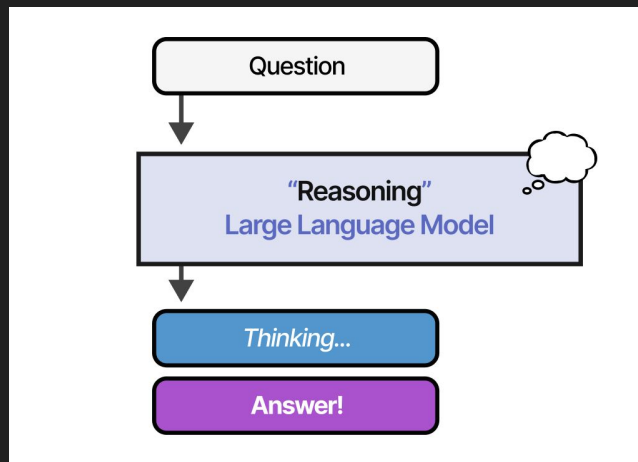 Question
“Reasoning”
Large Language Model
Thinking...
Answer!